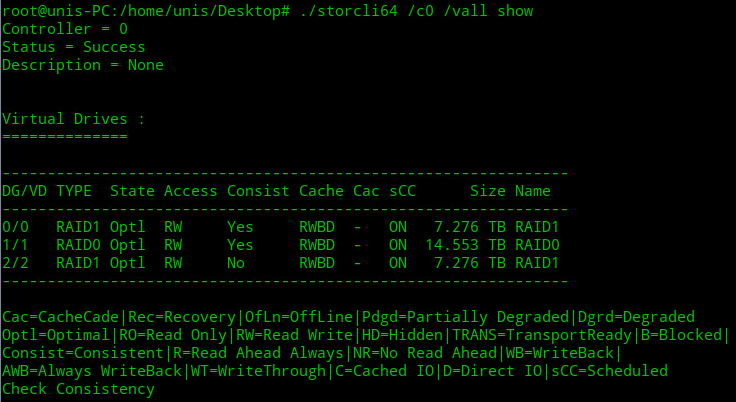 root@unis-PC:/home/unis/Desktop# ./storcli64 /c0 /vall show
Controller = 0
Status = Success
Description = None
Virtual Drives :
==============
---------------------------------------------------------------
DG/VD TYPE  State Access Consist Cache Cac sCC      Size Name
---------------------------------------------------------------
0/0   RAID1 Optl  RW     Yes     RWBD  -   ON   7.276 TB RAID1
1/1   RAID0 Optl  RW     Yes     RWBD  -   ON  14.553 TB RAID0
2/2   RAID1 Optl  RW     No      RWBD  -   ON   7.276 TB RAID1
---------------------------------------------------------------
Cac=CacheCade|Rec=Recovery|OfLn=OffLine|Pdgd=Partially Degraded|Dgrd=Degraded
Optl=Optimal|RO=Read Only|RW=Read Write|HD=Hidden|TRANS=TransportReady|B=Blocked|
Consist=Consistent|R=Read Ahead Always|NR=No Read Ahead|WB=WriteBack|
AWB=Always WriteBack|WT=WriteThrough|C=Cached IO|D=Direct IO|sCC=Scheduled
Check Consistency